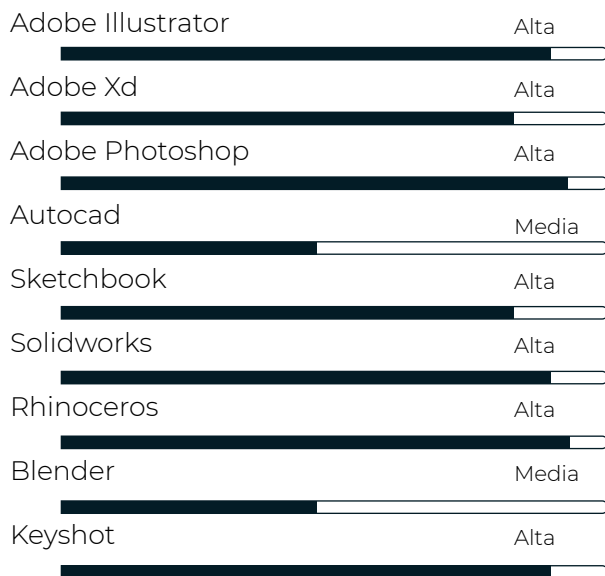 Adobe Illustrator Alta
Adobe Xd Alta
Adobe Photoshop Alta
Autocad Media
Sketchbook Alta
Solidworks Alta
Rhinoceros Alta
Blender Media
Keyshot Alta